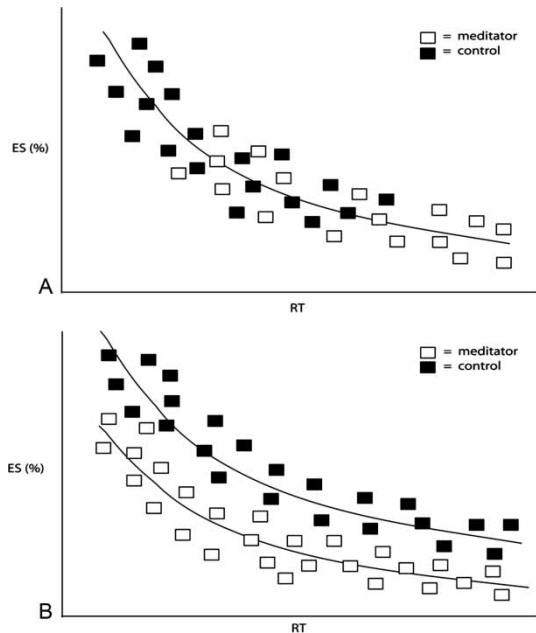 = meditator
= control
ES (%)
A
RT
= meditator
= control
ES (%)
B
RT